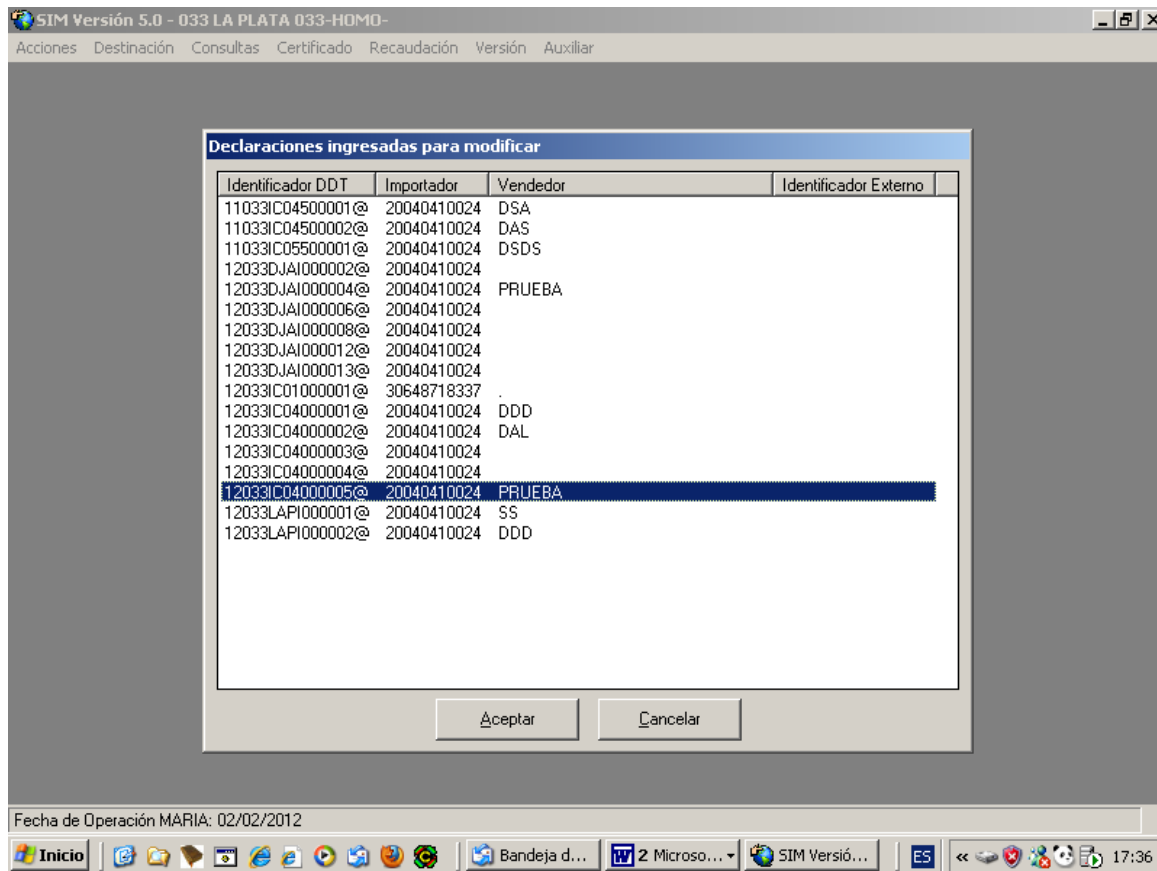 SIM Versión 5.0 - 033 LA PLATA 033-HOMO-
Acciones Destinación Consultas Certificado Recaudación Versión Auxiliar
Declaraciones ingresadas para modificar
Identificador DDT Importador Vendedor Identificador Externo
11033IC04500001@ 20040410024 DSA
11033IC04500002@ 20040410024 DAS
11033IC05500001@ 20040410024 DSDS
12033DJAI000002@ 20040410024
12033DJAI000004@ 20040410024 PRUEBA
12033DJAI000006@ 20040410024
12033DJAI000008@ 20040410024
12033DJAI000012@ 20040410024
12033DJAI000013@ 20040410024
12033IC01000001@ 30648718337 .
12033IC04000001@ 20040410024 DDD
12033IC04000002@ 20040410024 DAL
12033IC04000003@ 20040410024
12033IC04000004@ 20040410024
12033IC04000005@ 20040410024 PRUEBA
12033LAPI000001@ 20040410024 SS
12033LAPI000002@ 20040410024 DDD
Aceptar Cancelar
Fecha de Operación MARIA: 02/02/2012
Inicio Bandeja d... 2 Microso... SIM Versió... ES « 17:36